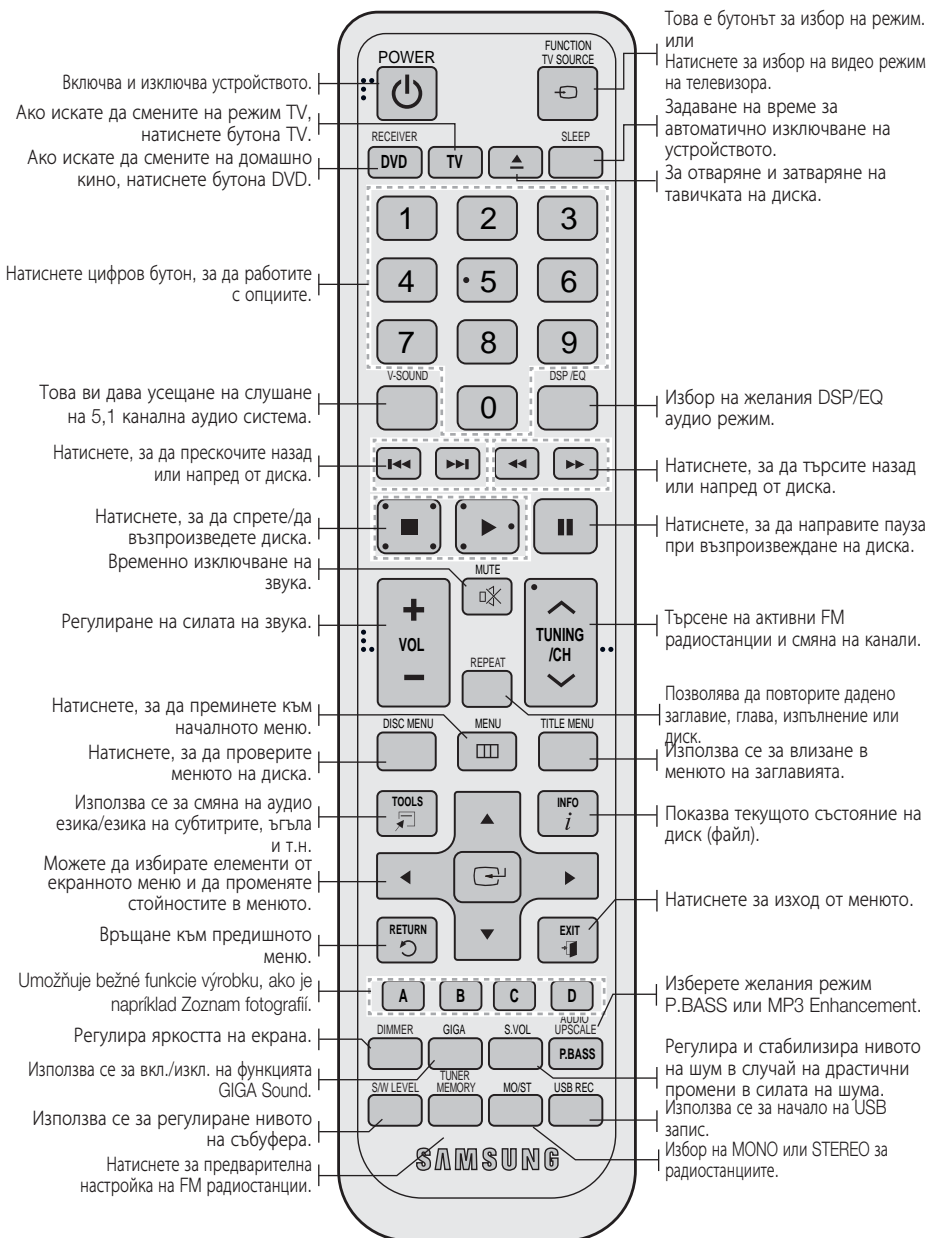 Включва и изключва устройството.
Ако искате да смените на режим TV,
натиснете бутона TV.
Ако искате да смените на домашно
кино, натиснете бутона DVD.
Натиснете цифров бутон, за да работите
с опциите.
Това ви дава усещане на слушане
на 5,1 канална аудио система.
Натиснете, за да прескочите назад
или напред от диска.
Натиснете, за да спрете/да
възпроизведете диска.
Временно изключване на
звука.
Регулиране на силата на звука.
Натиснете, за да преминете към
началното меню.
Натиснете, за да проверите
менюто на диска.
Използва се за смяна на аудио
езика/езика на субтитрите, ъгъла
и т.н.
Можете да избирате елементи от
екранното меню и да променяте
стойностите в менюто.
Връщане към предишното
меню.
Umožňuje bežné funkcie výrobku, ako je
napríklad Zoznam fotografií.
Регулира яркостта на екрана.
Използва се за вкл./изкл. на функцията
GIGA Sound.
Използва се за регулиране нивото
на събуфера.
Натиснете за предварителна
настройка на FM радиостанции.
POWER
FUNCTION
TV SOURCE
RECEIVER
SLEEP
DVD
TV
1
2
3
4
5
6
7
8
9
V-SOUND
0
DSP /EQ
MUTE
+
VOL
−
TUNING
/CH
REPEAT
DISC MENU
MENU
TITLE MENU
TOOLS
INFO
i
RETURN
EXIT
A
B
C
D
DIMMER
GIGA
S.VOL
AUDIO
UPSCALE
P.BASS
S/W LEVEL
TUNER
MEMORY
MO/ST
USB REC
SAMSUNG
Това е бутонът за избор на режим.
или
Натиснете за избор на видео режим
на телевизора.
Задаване на време за
автоматично изключване на
устройството.
За отваряне и затваряне на
тавичката на диска.
Избор на желания DSP/EQ
аудио режим.
Натиснете, за да търсите назад
или напред от диска.
Натиснете, за да направите пауза
при възпроизвеждане на диска.
Търсене на активни FM
радиостанции и смяна на канали.
Позволява да повторите дадено
заглавие, глава, изпълнение или
диск.
Използва се за влизане в
менюто на заглавията.
Показва текущото състояние на
диск (файл).
Натиснете за изход от менюто.
Изберете желания режим
P.BASS или MP3 Enhancement.
Регулира и стабилизира нивото
на шум в случай на драстични
промени в силата на шума.
Използва се за начало на USB
запис.
Избор на MONO или STEREO за
радиостанциите.